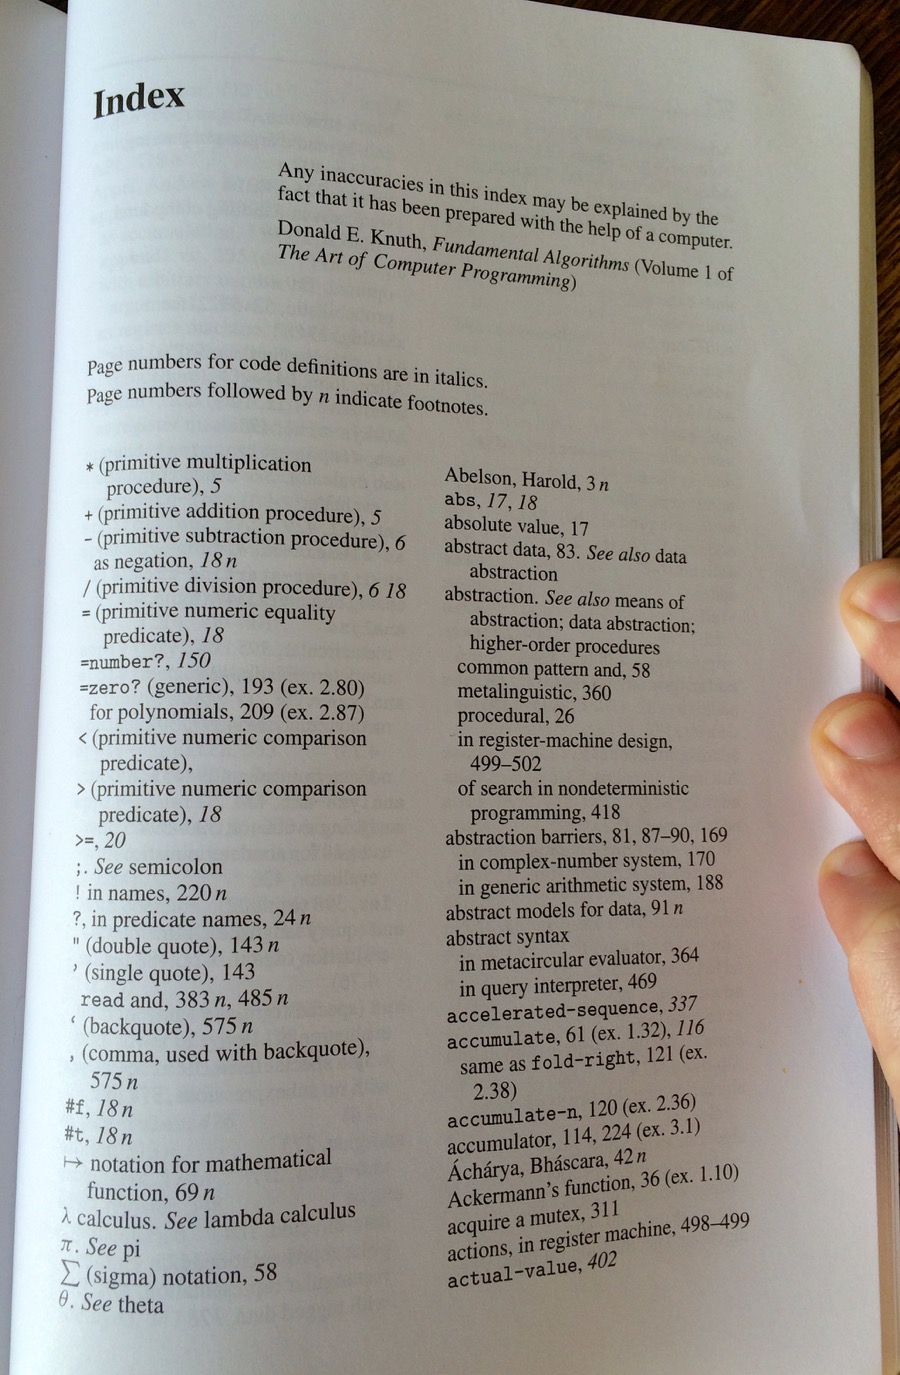 Index
Any inaccuracies in this index may be explained by the
fact that it has been prepared with the help of a computer.
Donald E. Knuth, Fundamental Algorithms (Volume 1 of
The Art of Computer Programming)
Page numbers for code definitions are in italics.
Page numbers followed by n indicate footnotes.
* (primitive multiplication
procedure), 5
+ (primitive addition procedure), 5
- (primitive subtraction procedure), 6
as negation, 18 n
/ (primitive division procedure), 6 18
= (primitive numeric equality
predicate), 18
=number?, 150
=zero? (generic), 193 (ex. 2.80)
for polynomials, 209 (ex. 2.87)
< (primitive numeric comparison
predicate),
> (primitive numeric comparison
predicate), 18
>=, 20
;. See semicolon
! in names, 220 n
?, in predicate names, 24 n
" (double quote), 143 n
’ (single quote), 143
read and, 383 n, 485 n
‘ (backquote), 575 n
, (comma, used with backquote),
575 n
#f, 18 n
#t, 18 n
↦ notation for mathematical
function, 69 n
λ calculus. See lambda calculus
π. See pi
∑ (sigma) notation, 58
θ. See theta
Abelson, Harold, 3 n
abs, 17, 18
absolute value, 17
abstract data, 83. See also data
abstraction
abstraction. See also means of
abstraction; data abstraction;
higher-order procedures
common pattern and, 58
metalinguistic, 360
procedural, 26
in register-machine design,
499–502
of search in nondeterministic
programming, 418
abstraction barriers, 81, 87–90, 169
in complex-number system, 170
in generic arithmetic system, 188
abstract models for data, 91 n
abstract syntax
in metacircular evaluator, 364
in query interpreter, 469
accelerated-sequence, 337
accumulate, 61 (ex. 1.32), 116
same as fold-right, 121 (ex.
2.38)
accumulate-n, 120 (ex. 2.36)
accumulator, 114, 224 (ex. 3.1)
Áchárya, Bháscara, 42 n
Ackermann’s function, 36 (ex. 1.10)
acquire a mutex, 311
actions, in register machine, 498–499
actual-value, 402